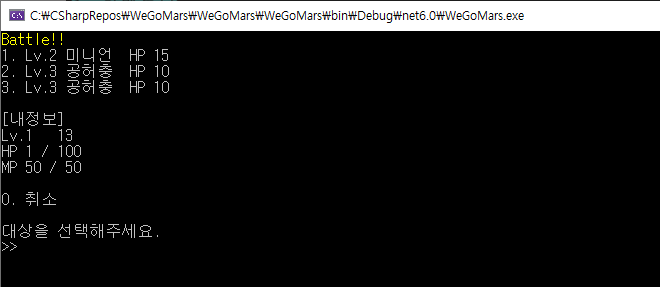 C:\CSharpRepos\WeGoMars\WeGoMars\WeGoMars\bin\Debug\net6.0\WeGoMars.exe
Battle!!
1. Lv.2 미니언 HP 15
2. Lv.3 공허충 HP 10
3. Lv.3 공허충 HP 10
[내정보]
Lv.1 13
HP 1 / 100
MP 50 / 50
0. 취소
대상을 선택해주세요.
>>